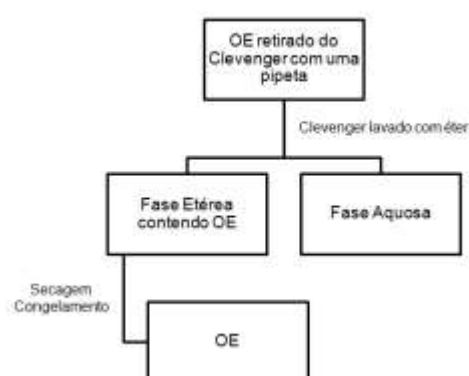 OE retirado do
Clevenger com uma
pipeta
Clevenger lavado com éter
Fase Etérea
contendo OE
Fase Aquosa
Secagem
Congelamento
OE